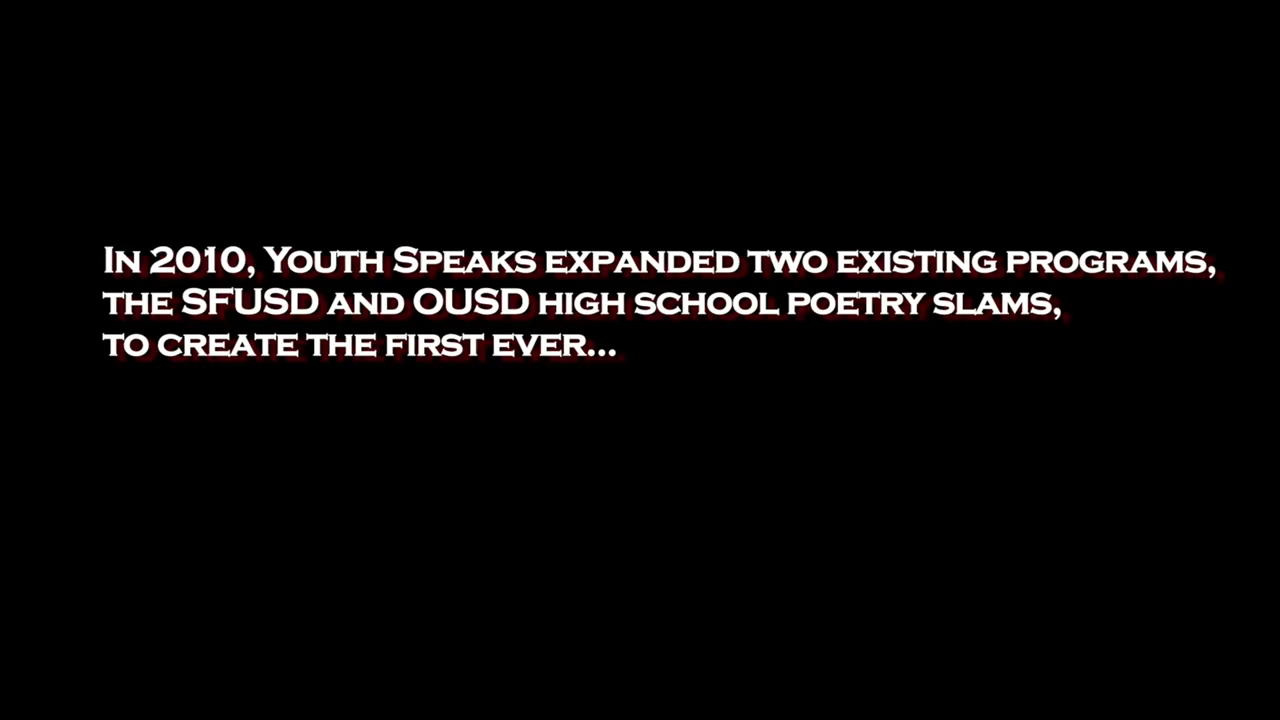 In 2010, Youth Speaks expanded two existing programs,
the SFUSD and OUSD high school poetry slams,
to create the first ever...